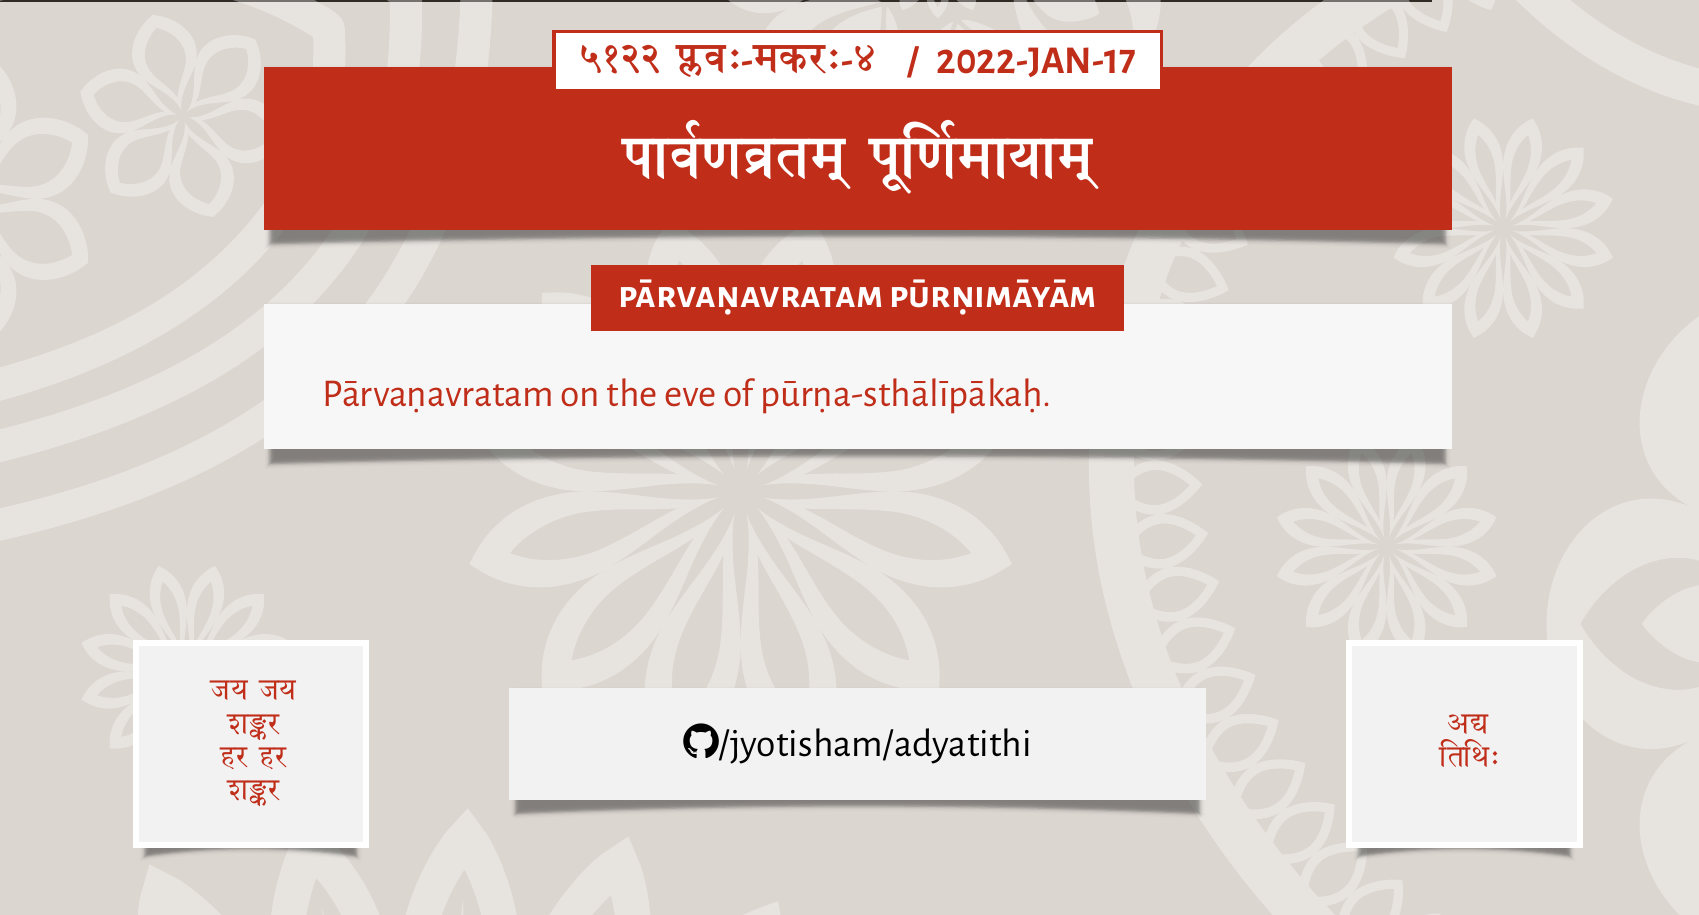 ५१२२ प्लवः-मकरः-४ / 2022-JAN-17
पार्वणव्रतम् पूर्णिमायाम्
PĀRVAṆAVRATAM PŪRṆIMĀYĀM
Pārvaṇavratam on the eve of pūrṇa-sthālīpākaḥ.
जय जय
शङ्कर
हर हर
शङ्कर
/jyotisham/adyatithi
अद्य
तिथिः